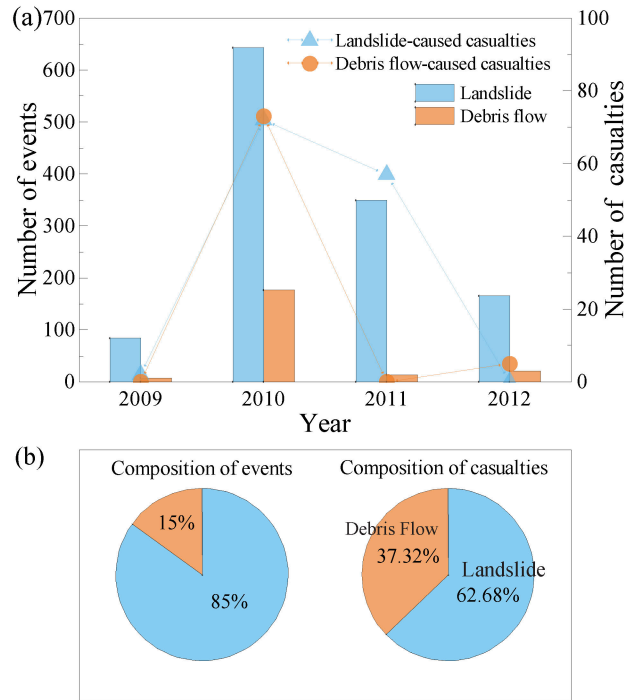 (a)
700
600
500
400
300
200
100
0
Number of events
100
80
60
40
20
0
Number of casualties
Landslide-caused casualties
Debris flow-caused casualties
Landslide
Debris flow
2009 2010 2011 2012
Year
(b)
Composition of events
15%
85%
Composition of casualties
Debris Flow
37.32%
Landslide
62.68%